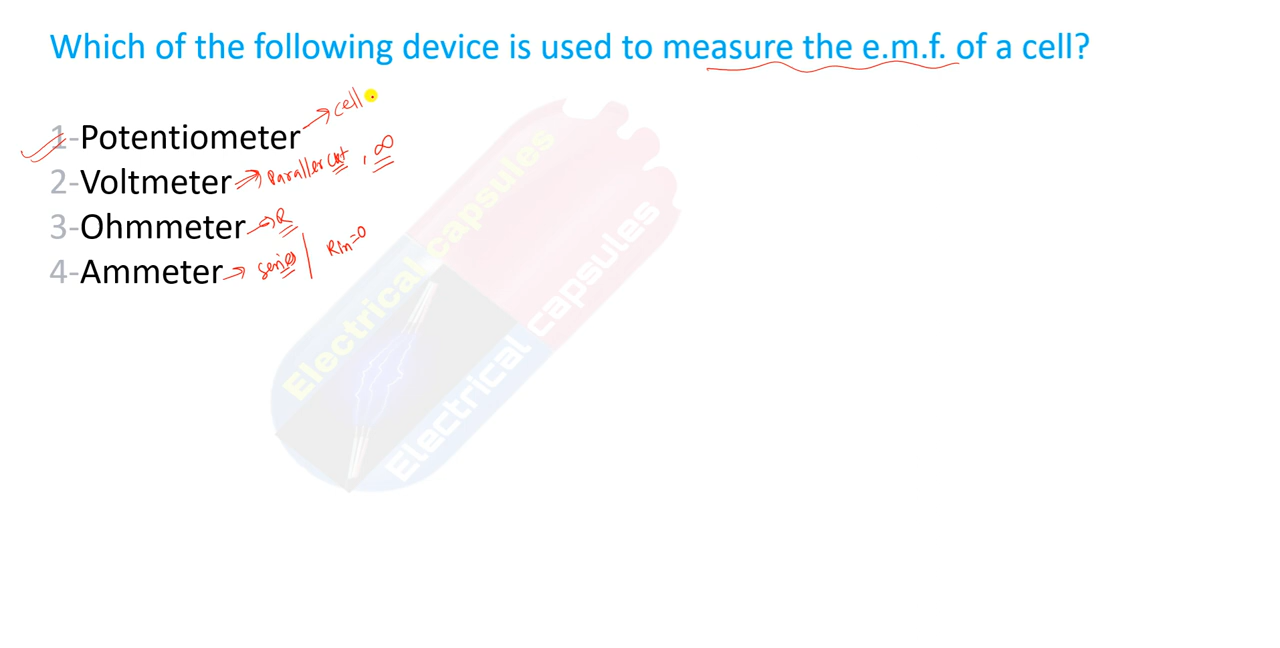 Which of the following device is used to measure the e.m.f. of a cell?
1-Potentiometer → cell
2-Voltmeter → Paraller ckt, ∞
3-Ohmmeter → R
4-Ammeter → Series | Rin=0
Electrical capsules
Electrical capsules